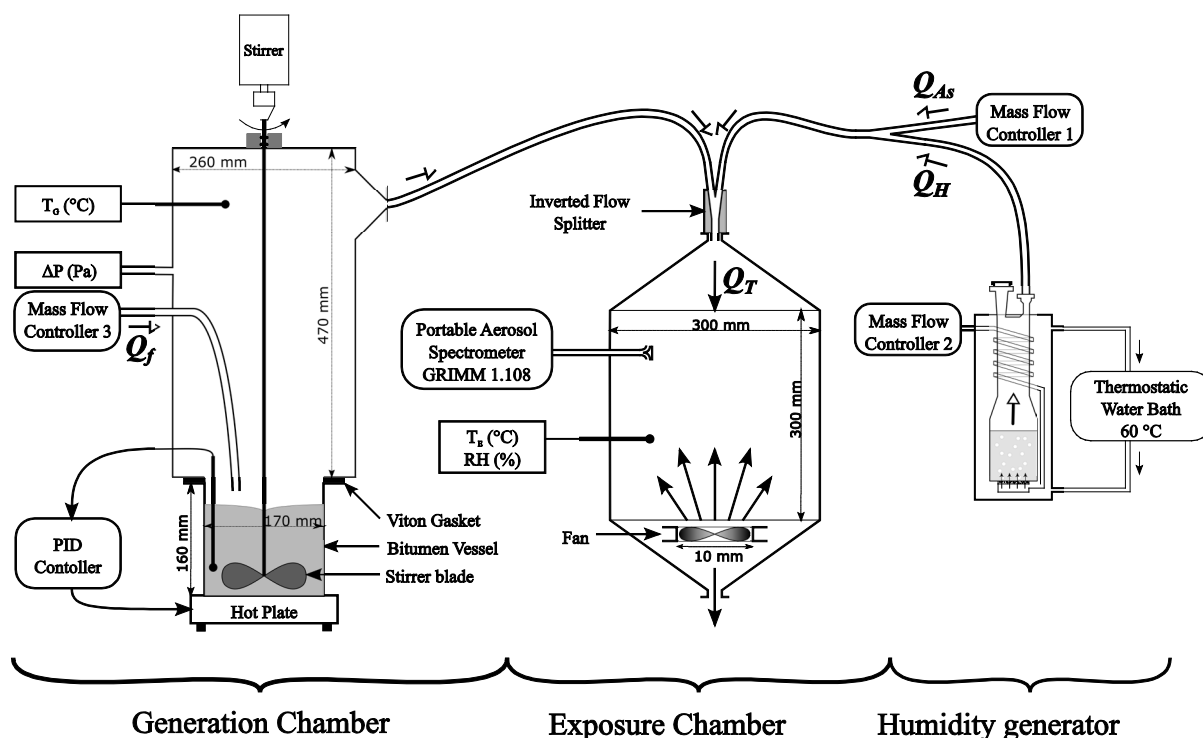 Stirrer
260 mm
T_G (°C)
ΔP (Pa)
Mass Flow
Controller 3
Q_f
470 mm
PID
Contoller
160 mm
170 mm
Viton Gasket
Bitumen Vessel
Stirrer blade
Hot Plate
Generation Chamber
Inverted Flow
Splitter
Q_T
300 mm
Portable Aerosol
Spectrometer
GRIMM 1.108
T_E (°C)
RH (%)
300 mm
Fan
10 mm
Exposure Chamber
Q_As
Mass Flow
Controller 1
Q_H
Mass Flow
Controller 2
Thermostatic
Water Bath
60 °C
Humidity generator